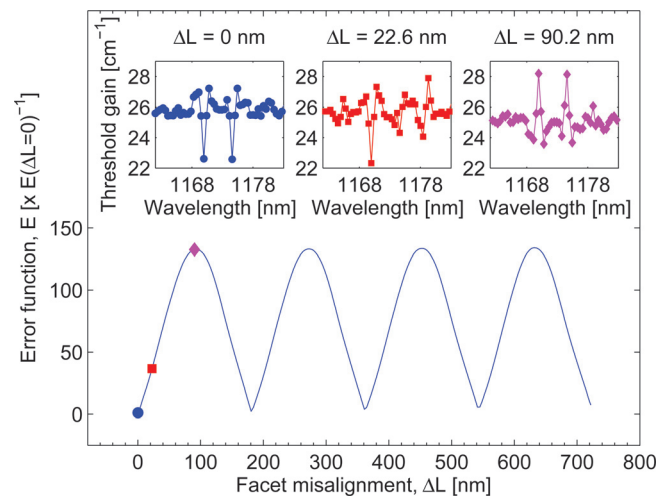 ΔL = 0 nm ΔL = 22.6 nm ΔL = 90.2 nm
Threshold gain [cm⁻¹]
28 28 28
26 26 26
24 24 24
22 22 22
1168 1178 1168 1178 1168 1178
Wavelength [nm] Wavelength [nm] Wavelength [nm]
Error function, E [x E(ΔL=0)⁻¹]
150
100
50
0
0 100 200 300 400 500 600 700 800
Facet misalignment, ΔL [nm]